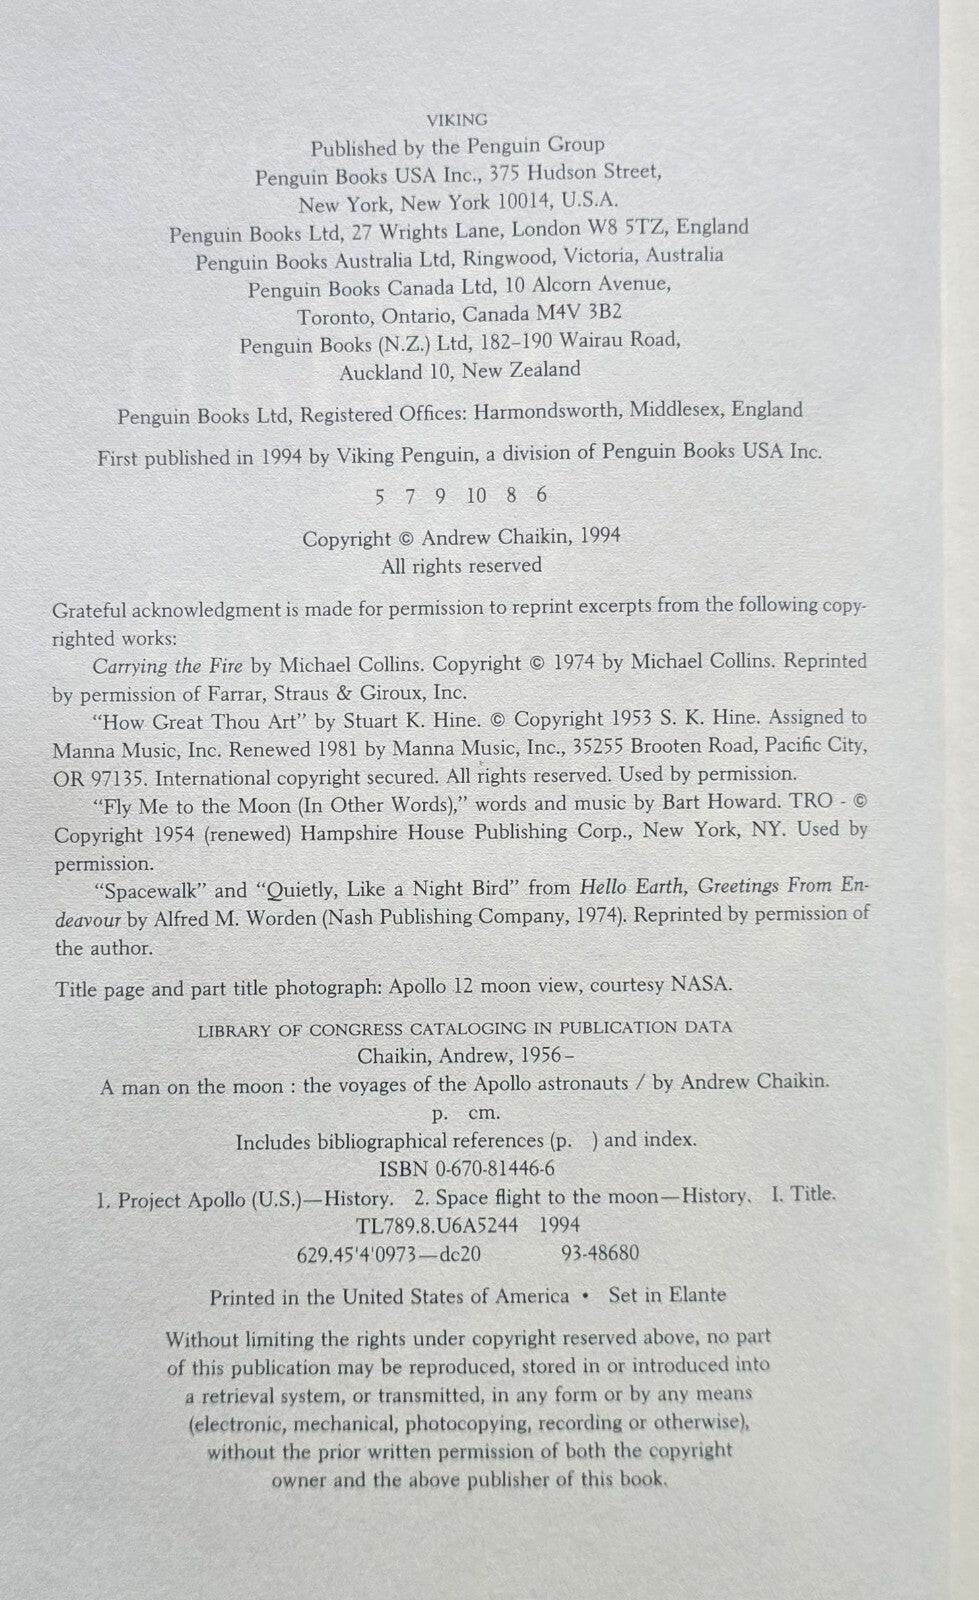 VIKING
Published by the Penguin Group
Penguin Books USA Inc., 375 Hudson Street,
New York, New York 10014, U.S.A.
Penguin Books Ltd, 27 Wrights Lane, London W8 5TZ, England
Penguin Books Australia Ltd, Ringwood, Victoria, Australia
Penguin Books Canada Ltd, 10 Alcorn Avenue,
Toronto, Ontario, Canada M4V 3B2
Penguin Books (N.Z.) Ltd, 182–190 Wairau Road,
Auckland 10, New Zealand
Penguin Books Ltd, Registered Offices: Harmondsworth, Middlesex, England
First published in 1994 by Viking Penguin, a division of Penguin Books USA Inc.
5 7 9 10 8 6
Copyright © Andrew Chaikin, 1994
All rights reserved
Grateful acknowledgment is made for permission to reprint excerpts from the following copy-
righted works:
Carrying the Fire by Michael Collins. Copyright © 1974 by Michael Collins. Reprinted
by permission of Farrar, Straus & Giroux, Inc.
“How Great Thou Art” by Stuart K. Hine. © Copyright 1953 S. K. Hine. Assigned to
Manna Music, Inc. Renewed 1981 by Manna Music, Inc., 35255 Brooten Road, Pacific City,
OR 97135. International copyright secured. All rights reserved. Used by permission.
“Fly Me to the Moon (In Other Words),” words and music by Bart Howard. TRO - ©
Copyright 1954 (renewed) Hampshire House Publishing Corp., New York, NY. Used by
permission.
“Spacewalk” and “Quietly, Like a Night Bird” from Hello Earth, Greetings From En-
deavour by Alfred M. Worden (Nash Publishing Company, 1974). Reprinted by permission of
the author.
Title page and part title photograph: Apollo 12 moon view, courtesy NASA.
LIBRARY OF CONGRESS CATALOGING IN PUBLICATION DATA
Chaikin, Andrew, 1956–
A man on the moon : the voyages of the Apollo astronauts / by Andrew Chaikin.
p. cm.
Includes bibliographical references (p. ) and index.
ISBN 0-670-81446-6
1. Project Apollo (U.S.)—History. 2. Space flight to the moon—History. I. Title.
TL789.8.U6A5244 1994
629.45'4'0973—dc20 93-48680
Printed in the United States of America • Set in Elante
Without limiting the rights under copyright reserved above, no part
of this publication may be reproduced, stored in or introduced into
a retrieval system, or transmitted, in any form or by any means
(electronic, mechanical, photocopying, recording or otherwise),
without the prior written permission of both the copyright
owner and the above publisher of this book.